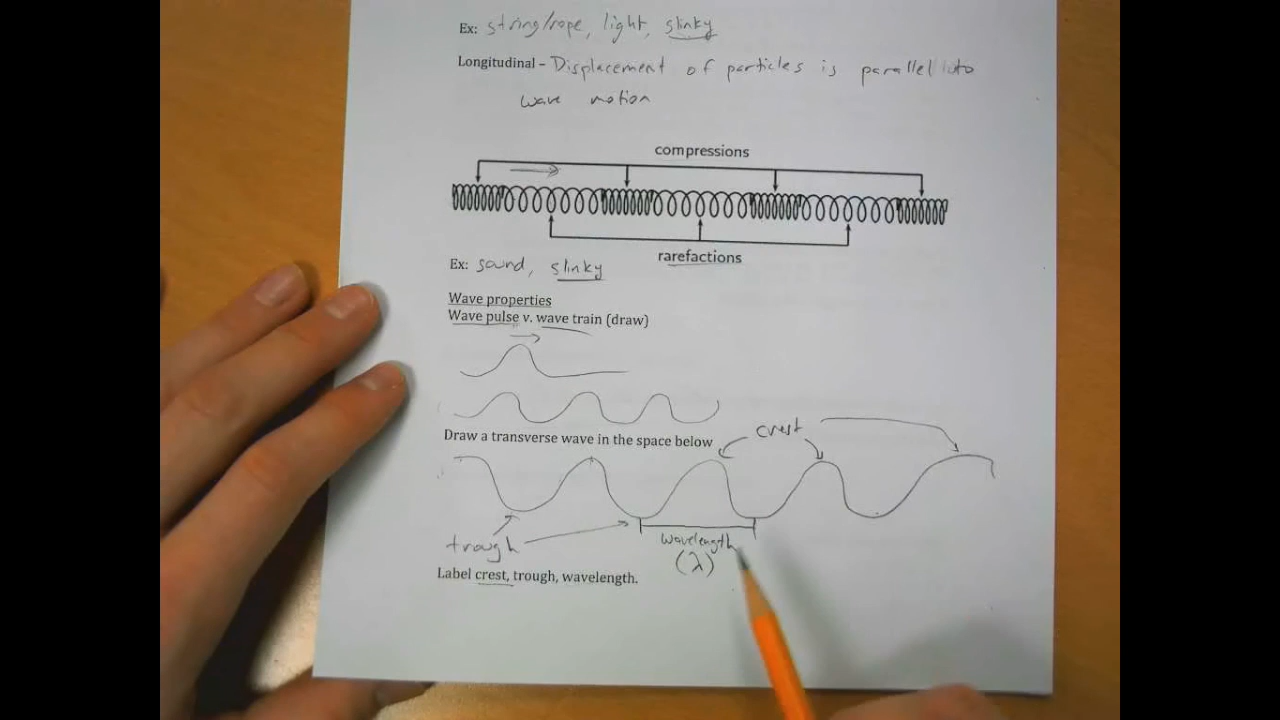 Ex: string/rope, light, slinky
Longitudinal – Displacement of particles is parallel to
wave motion
compressions
rarefactions
Ex: sound, slinky
Wave properties
Wave pulse v. wave train (draw)
crest
Draw a transverse wave in the space below
trough
wavelength
(λ)
Label crest, trough, wavelength.